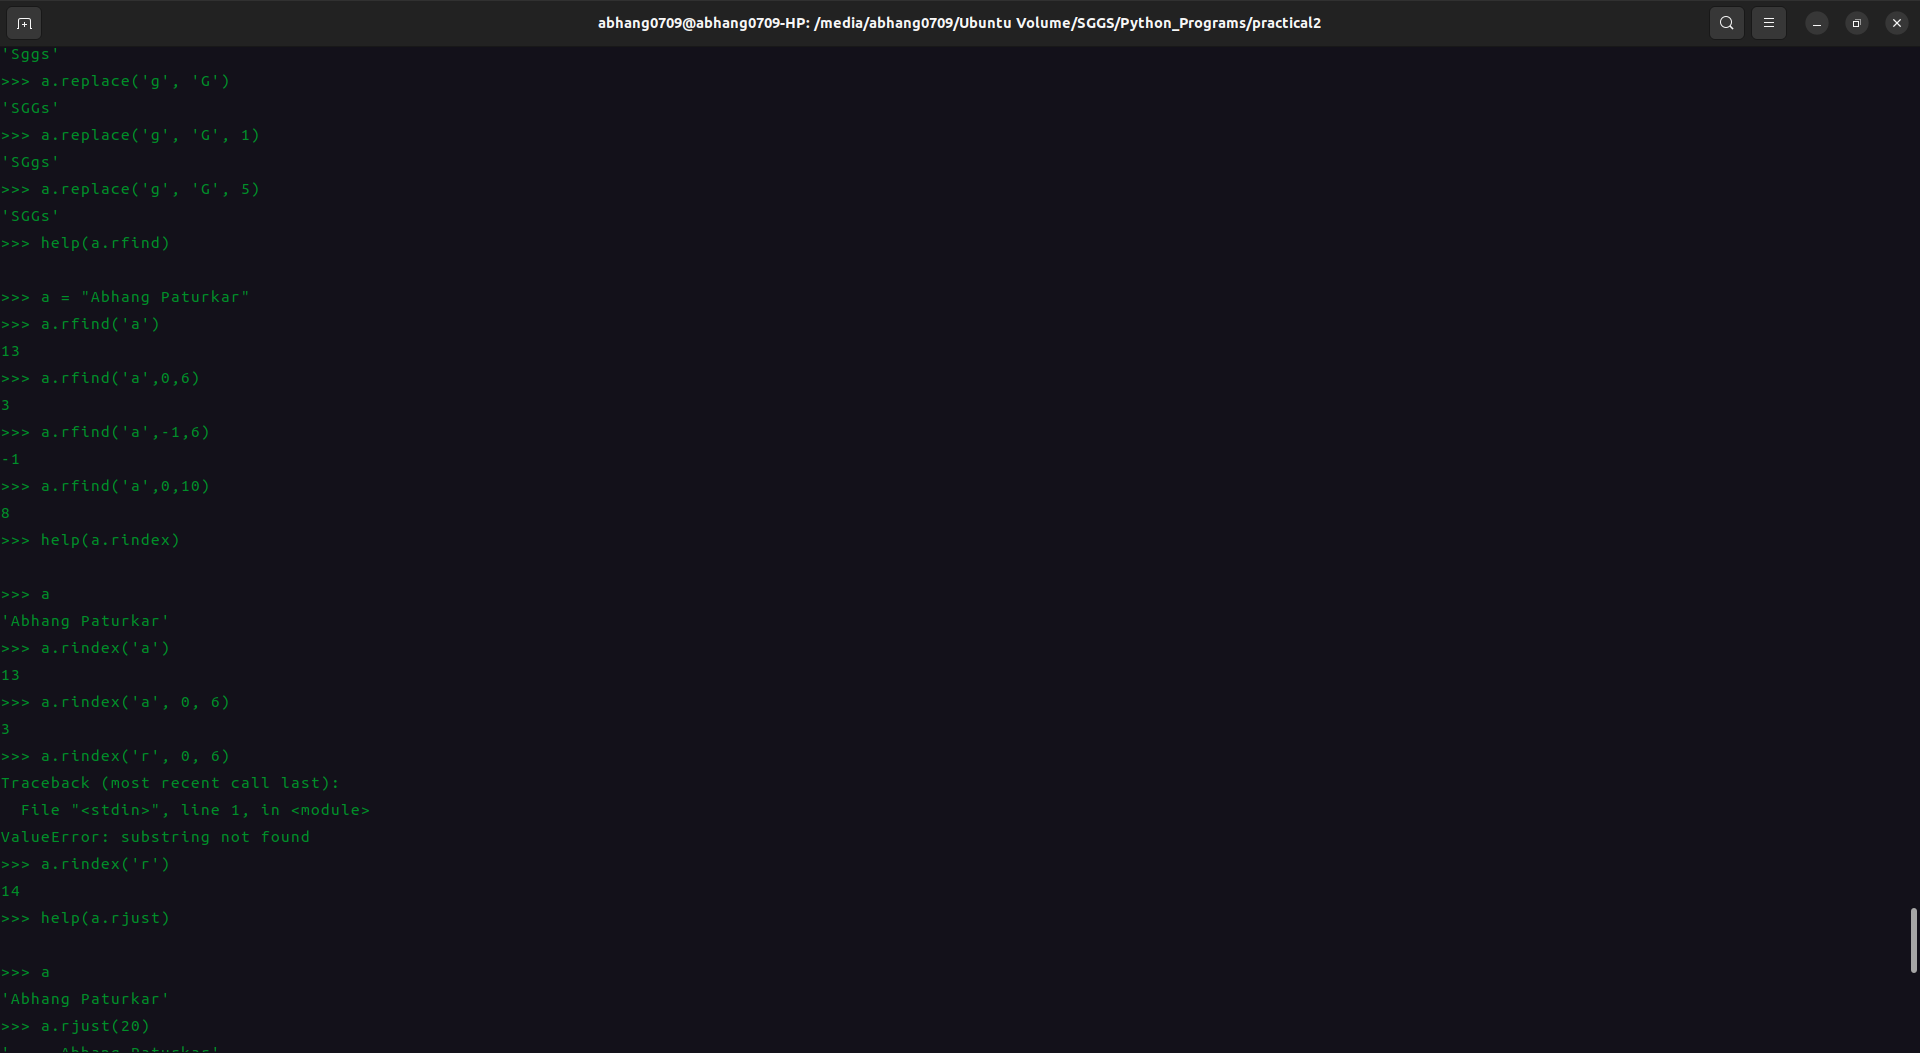 abhang0709@abhang0709-HP: /media/abhang0709/Ubuntu Volume/SGGS/Python_Programs/practical2
'Sggs'
>>> a.replace('g', 'G')
'SGGs'
>>> a.replace('g', 'G', 1)
'SGgs'
>>> a.replace('g', 'G', 5)
'SGGs'
>>> help(a.rfind)

>>> a = "Abhang Paturkar"
>>> a.rfind('a')
13
>>> a.rfind('a',0,6)
3
>>> a.rfind('a',-1,6)
-1
>>> a.rfind('a',0,10)
8
>>> help(a.rindex)

>>> a
'Abhang Paturkar'
>>> a.rindex('a')
13
>>> a.rindex('a', 0, 6)
3
>>> a.rindex('r', 0, 6)
Traceback (most recent call last):
  File "<stdin>", line 1, in <module>
ValueError: substring not found
>>> a.rindex('r')
14
>>> help(a.rjust)

>>> a
'Abhang Paturkar'
>>> a.rjust(20)
'     Abhang Paturkar'